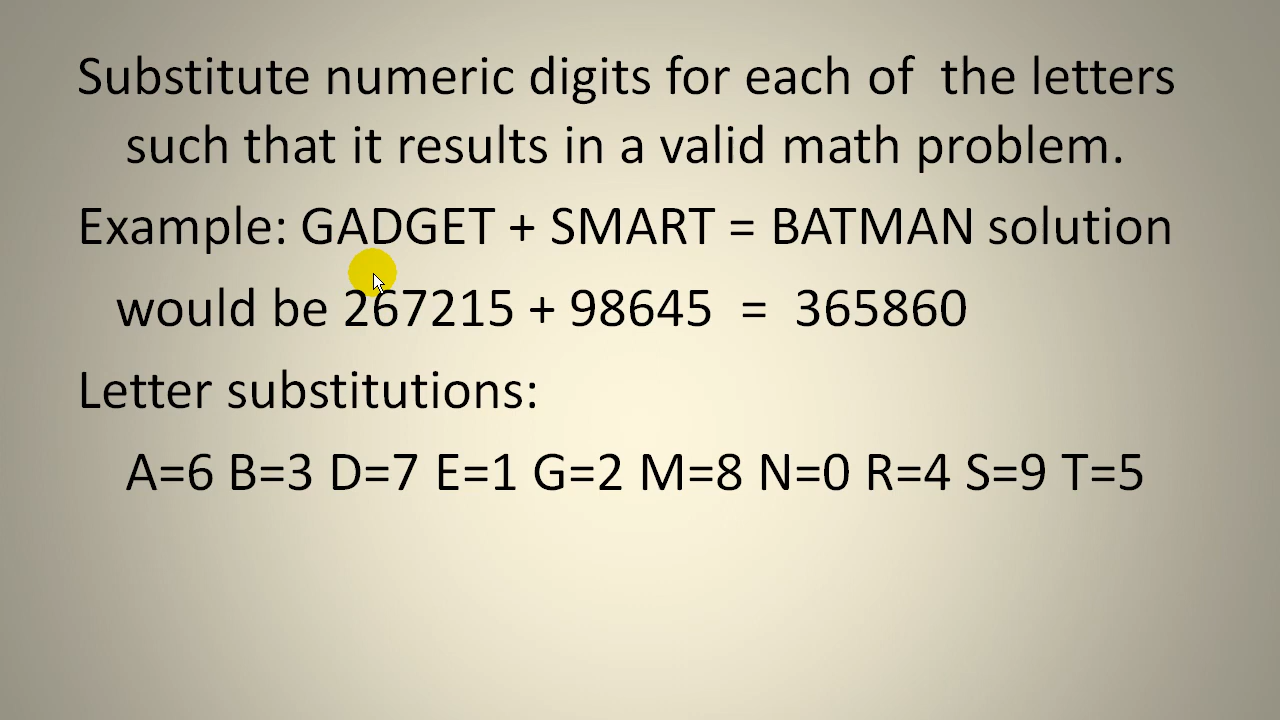 Substitute numeric digits for each of  the letters
such that it results in a valid math problem.
Example: GADGET + SMART = BATMAN solution
would be 267215 + 98645  =  365860
Letter substitutions:
A=6 B=3 D=7 E=1 G=2 M=8 N=0 R=4 S=9 T=5